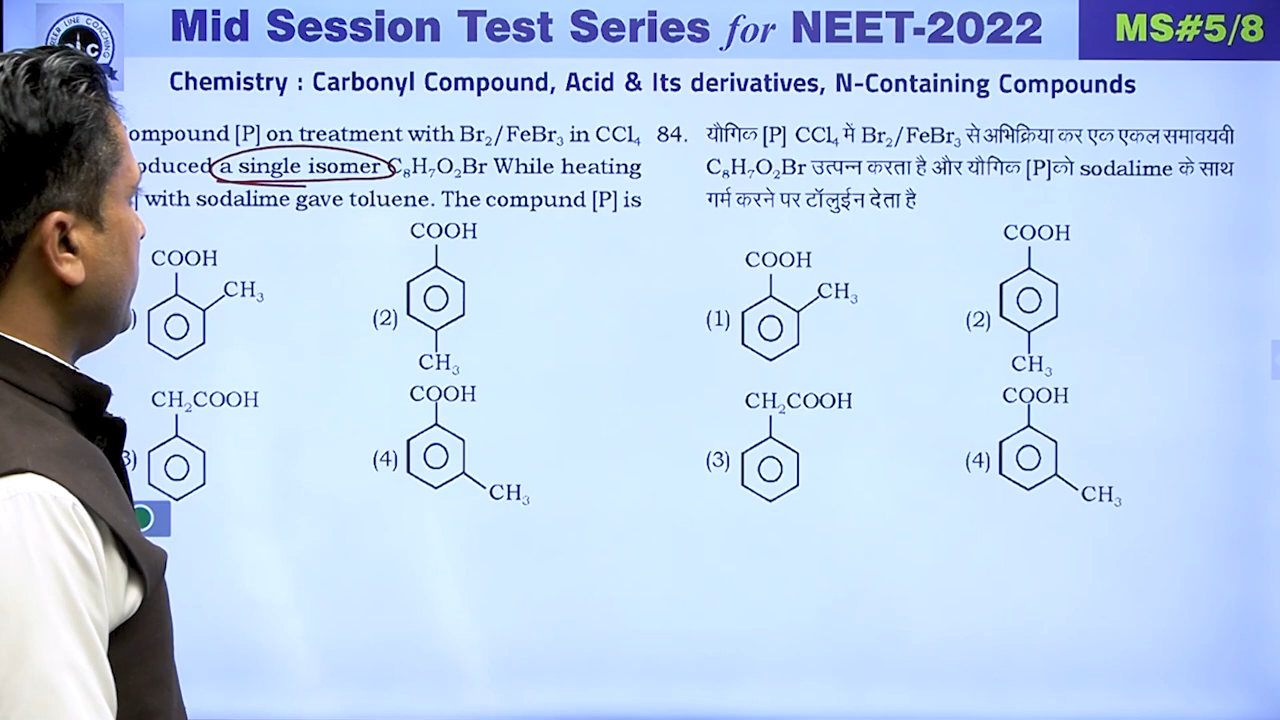 Mid Session Test Series for NEET-2022
MS#5/8
Chemistry : Carbonyl Compound, Acid & Its derivatives, N-Containing Compounds
ompound [P] on treatment with Br₂/FeBr₃ in CCl₄
duced a single isomer C₈H₇O₂Br While heating
] with sodalime gave toluene. The compund [P] is
COOH
CH₃
(2)
COOH
CH₃
3)
CH₂COOH
(4)
COOH
CH₃
84. यौगिक [P] CCl₄ में Br₂/FeBr₃ से अभिक्रिया कर एक एकल समावयवी
C₈H₇O₂Br उत्पन्न करता है और यौगिक [P]को sodalime के साथ
गर्म करने पर टॉलुईन देता है
(1)
COOH
CH₃
(2)
COOH
CH₃
(3)
CH₂COOH
(4)
COOH
CH₃